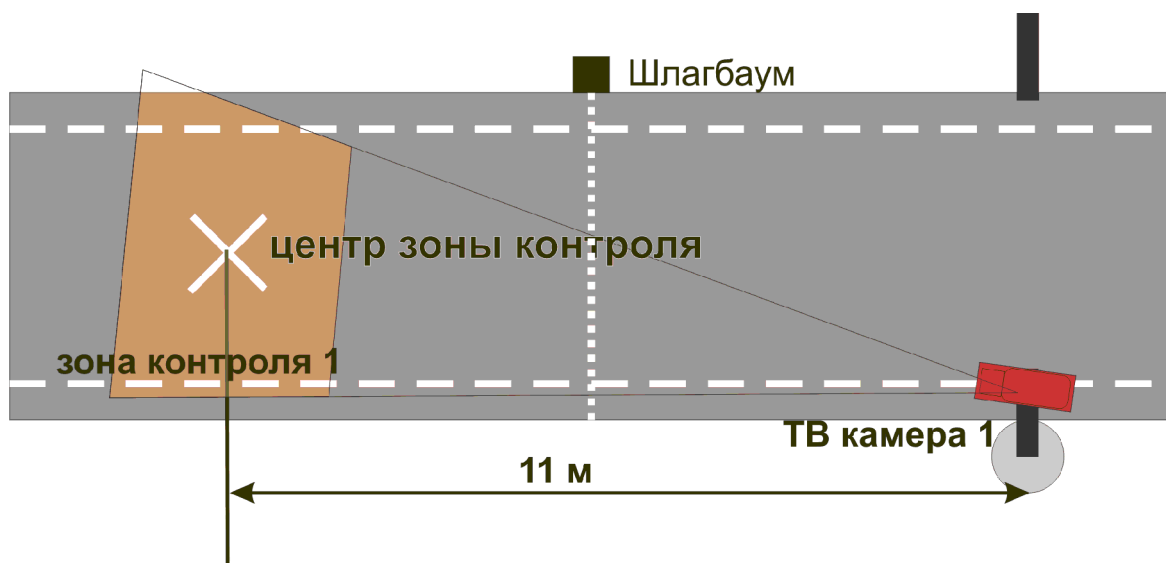 Шлагбаум
центр зоны контроля
зона контроля 1
ТВ камера 1
11 м